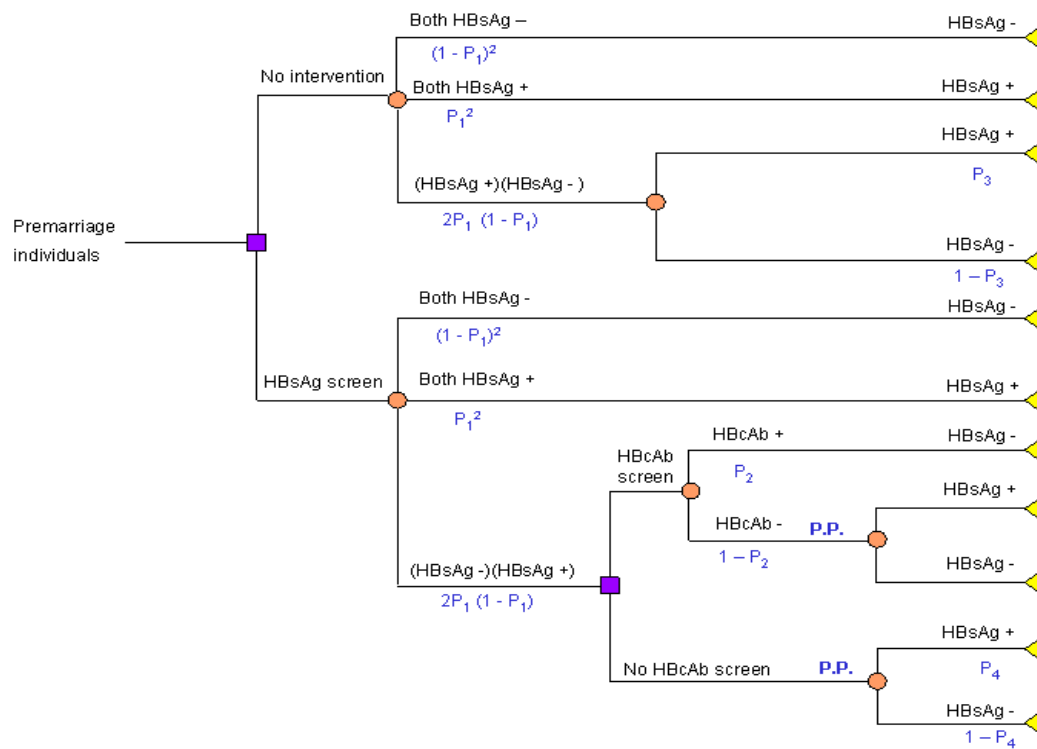 Both HBsAg –
HBsAg -
(1 - P₁)²
No intervention
Both HBsAg +
HBsAg +
P₁²
HBsAg +
P₃
(HBsAg +)(HBsAg - )
2P₁ (1 - P₁)
Premarriage
individuals
HBsAg -
1 – P₃
Both HBsAg -
HBsAg -
(1 - P₁)²
HBsAg screen
Both HBsAg +
HBsAg +
P₁²
HBcAb
screen
HBcAb +
HBsAg -
P₂
HBsAg +
HBcAb -
P.P.
1 – P₂
HBsAg -
(HBsAg -)(HBsAg +)
2P₁ (1 - P₁)
HBsAg +
No HBcAb screen
P.P.
P₄
HBsAg -
1 – P₄